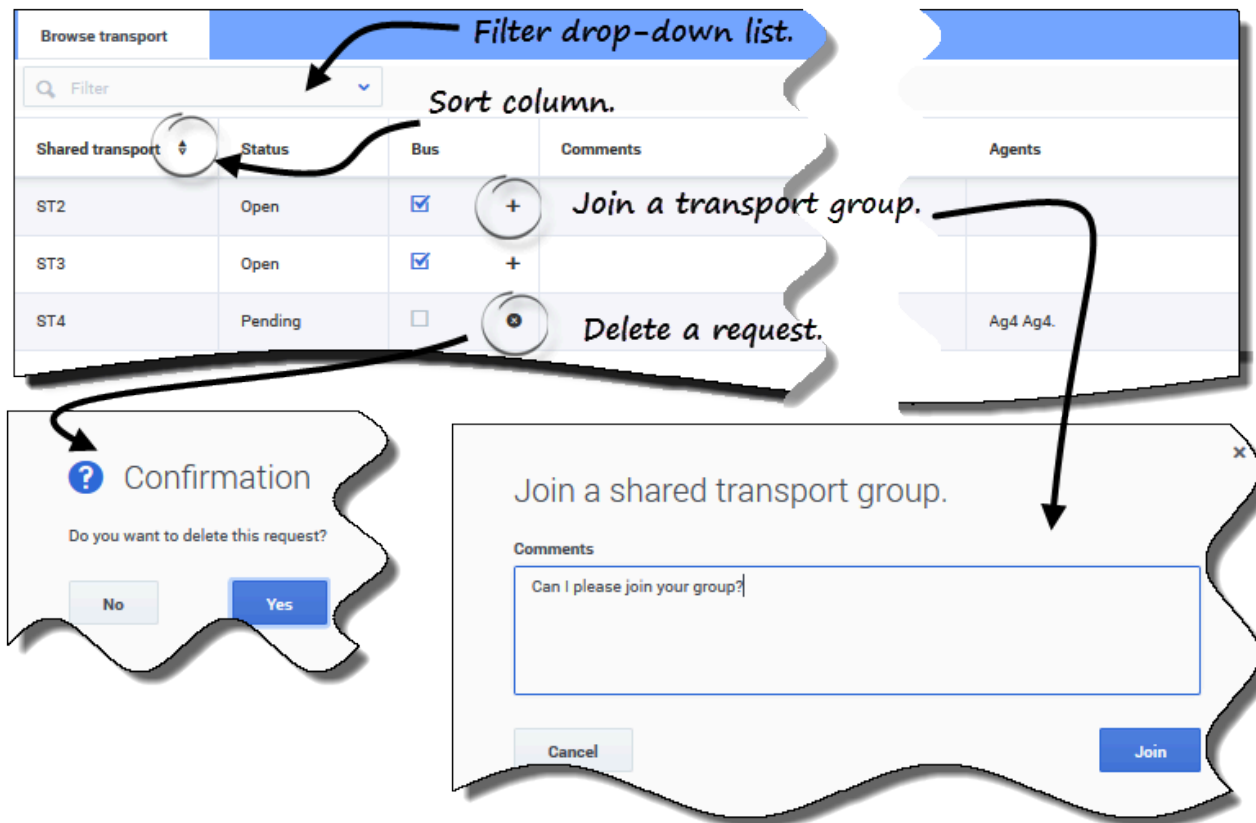 Browse transport
Filter drop-down list.
Filter
Sort column.
Shared transport Status Bus Comments Agents
ST2 Open + Join a transport group.
ST3 Open +
ST4 Pending Delete a request. Ag4 Ag4.
? Confirmation
Do you want to delete this request?
No Yes
×
Join a shared transport group.
Comments
Can I please join your group?
Cancel Join